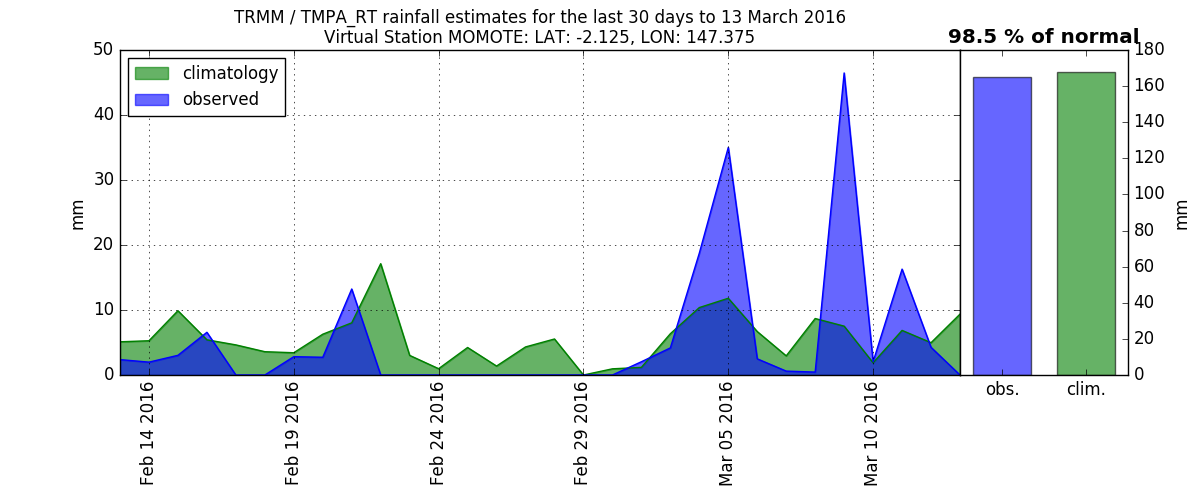 TRMM / TMPA_RT rainfall estimates for the last 30 days to 13 March 2016
Virtual Station MOMOTE: LAT: -2.125, LON: 147.375
98.5 % of normal
climatology
observed
50
40
30
20
10
0
mm
Feb 14 2016
Feb 19 2016
Feb 24 2016
Feb 29 2016
Mar 05 2016
Mar 10 2016
obs.
clim.
180
160
140
120
100
80
60
40
20
0
mm